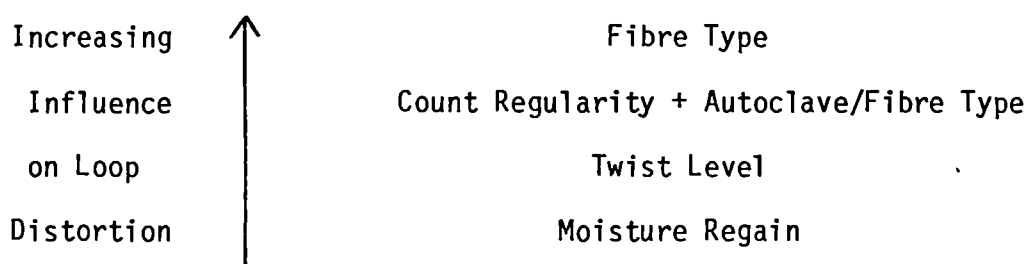 Increasing Fibre Type
Influence Count Regularity + Autoclave/Fibre Type
on Loop Twist Level
Distortion Moisture Regain